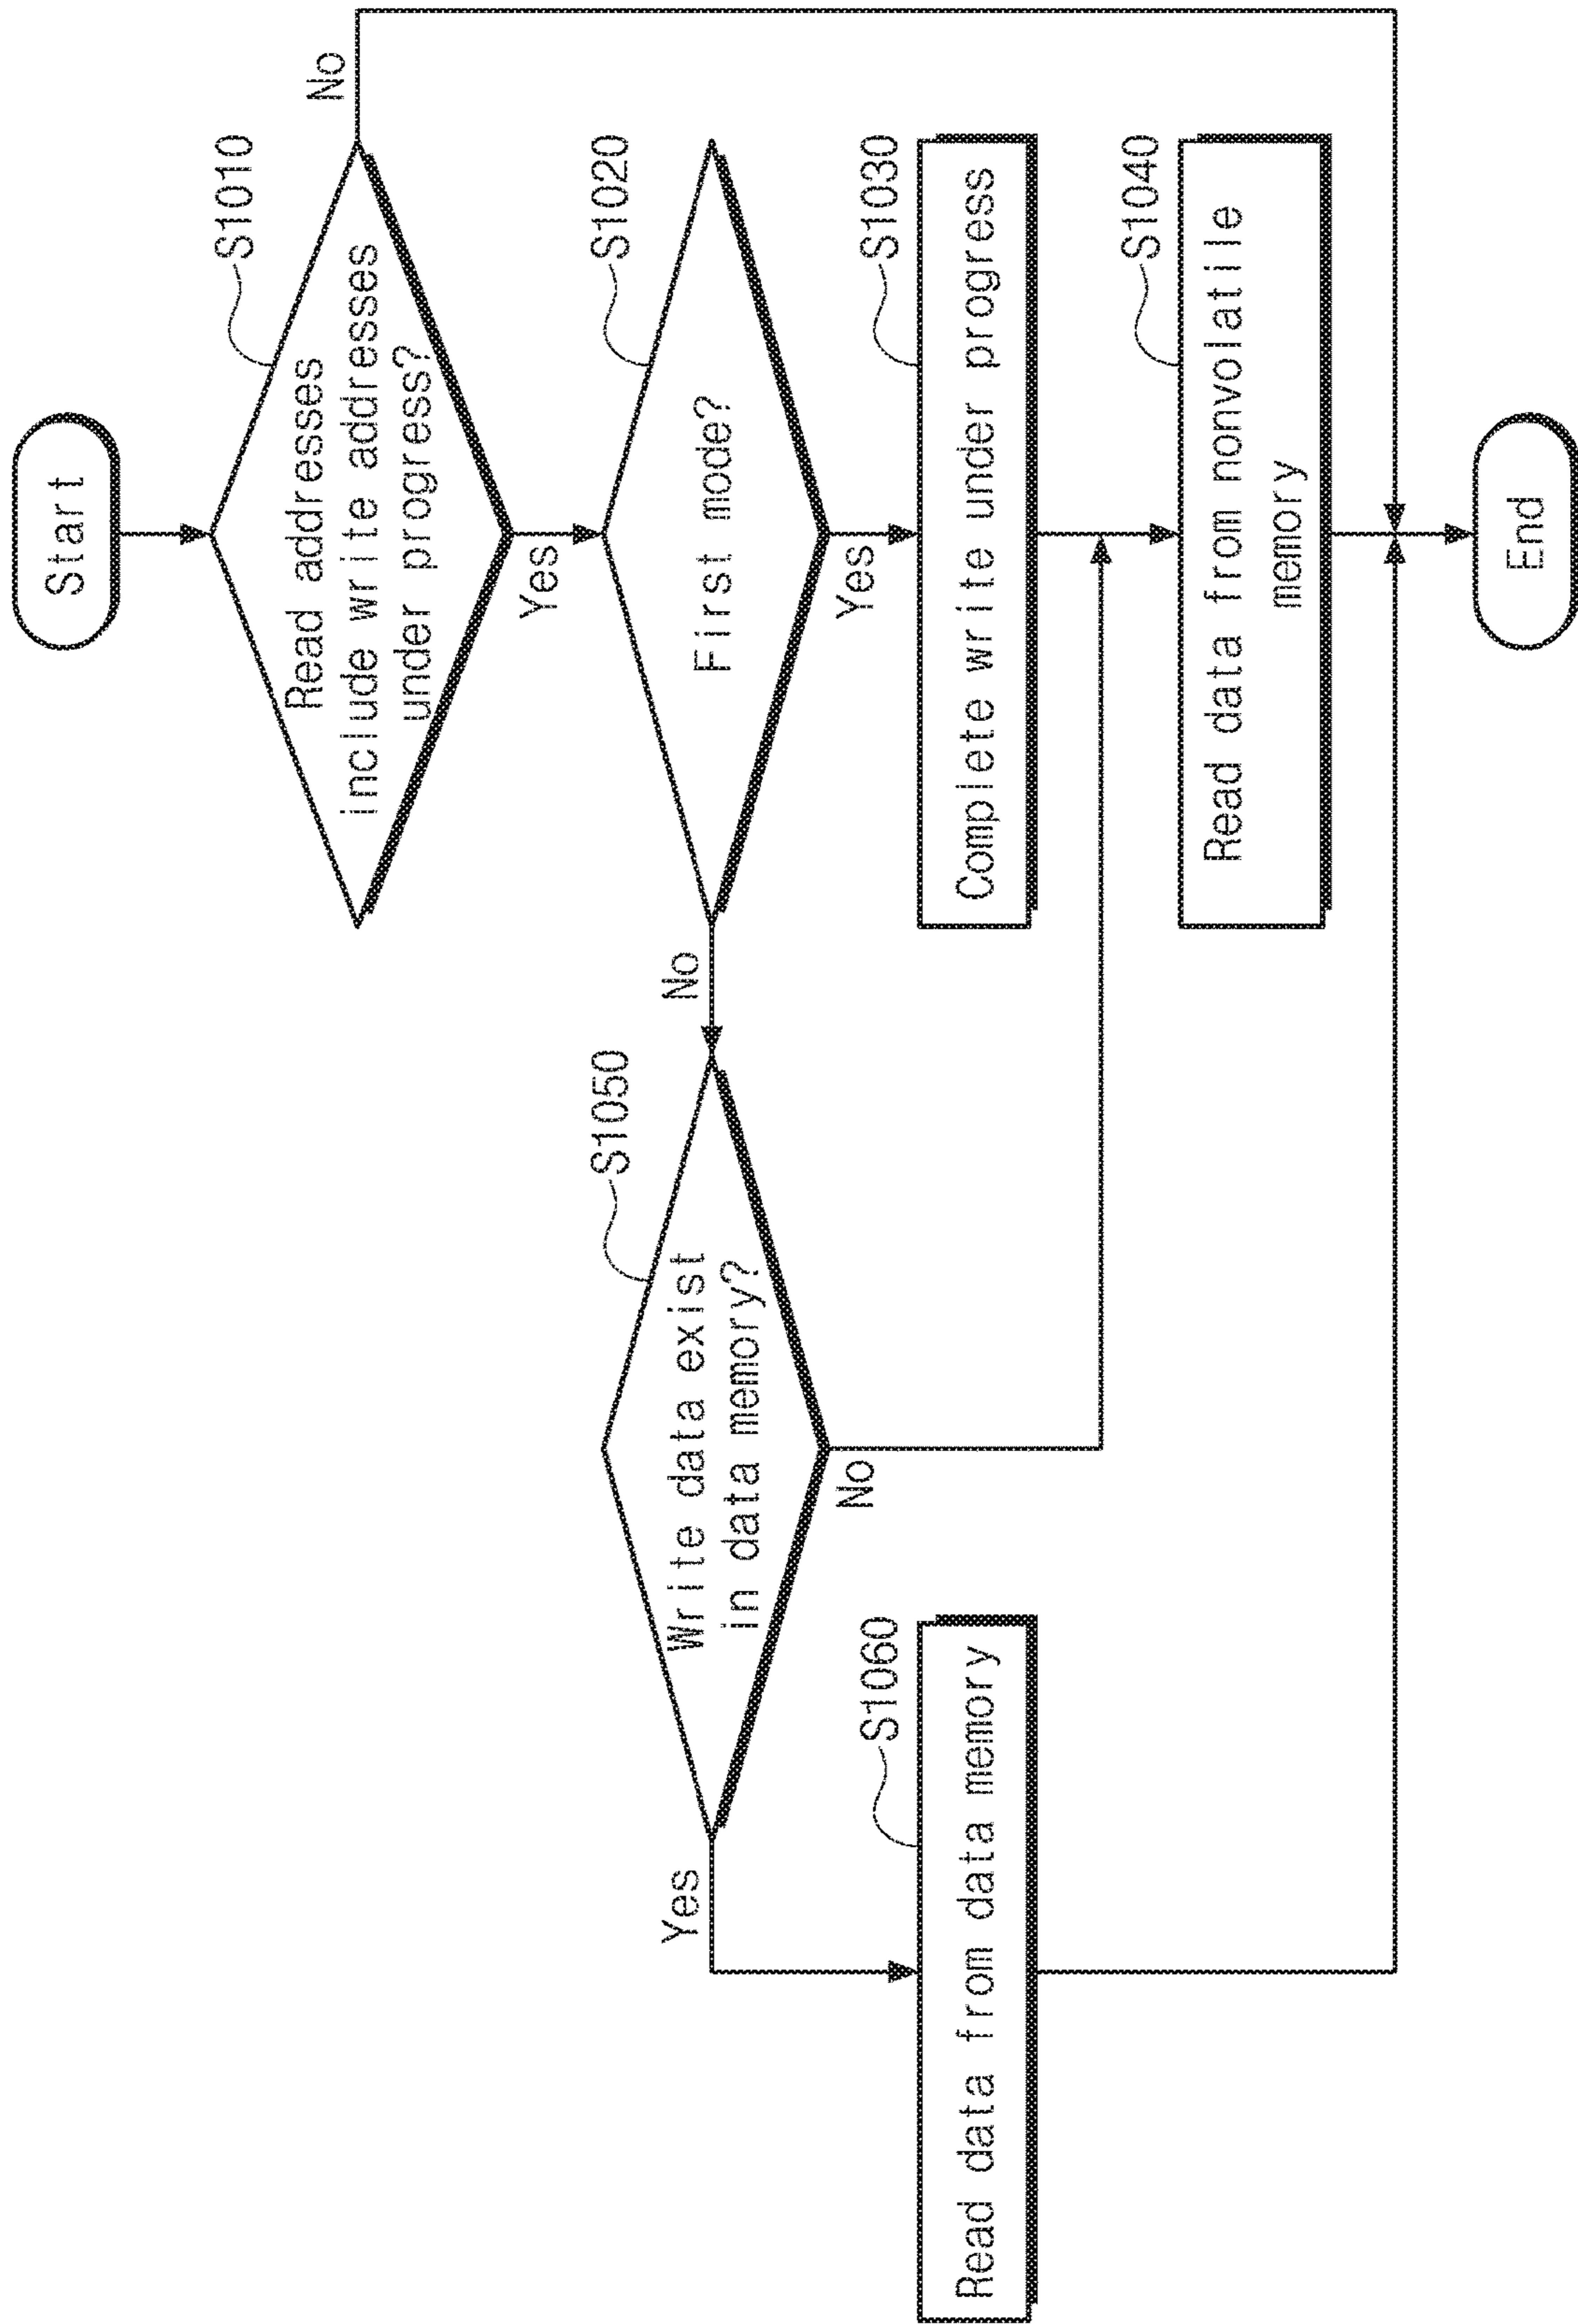 Start
S1010
Read addresses
include write addresses
under progress?
No
Yes
S1020
First mode?
No
Yes
S1050
Write data exist
in data memory?
Yes
No
S1030
Complete write under progress
S1060
Read data from data memory
S1040
Read data from nonvolatile
memory
End